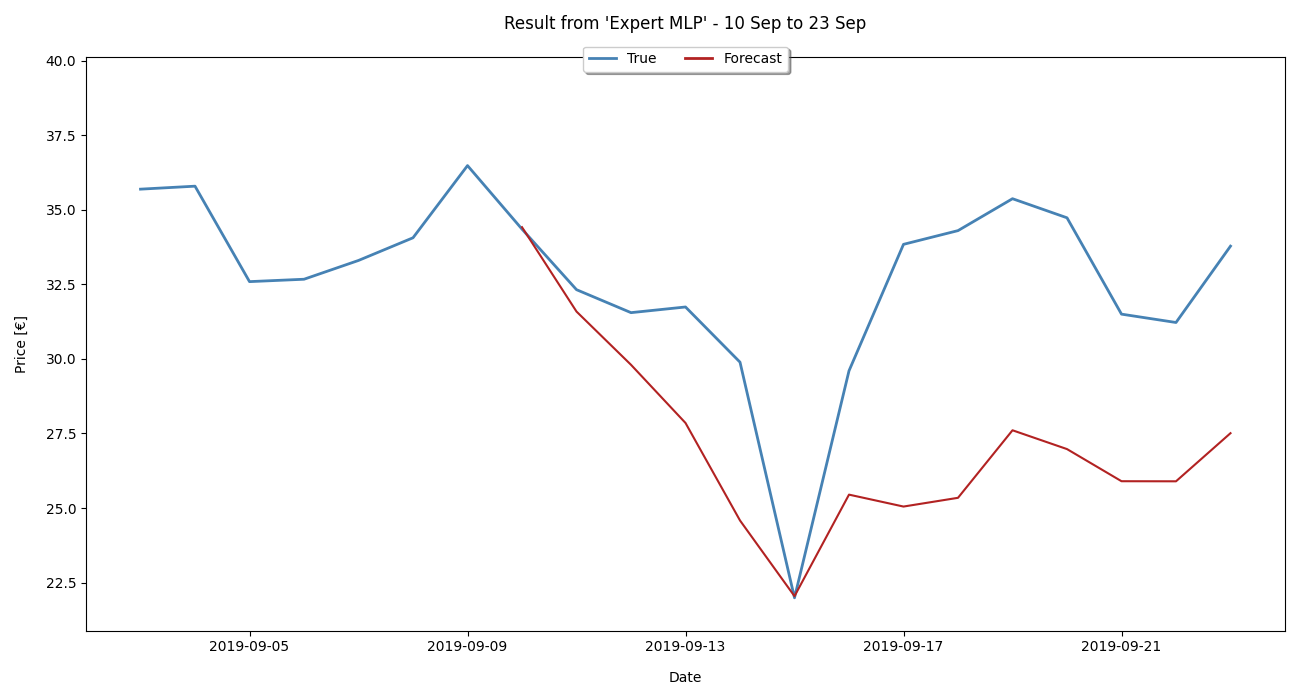 Result from 'Expert MLP' - 10 Sep to 23 Sep
True Forecast
40.0
37.5
35.0
32.5
30.0
27.5
25.0
22.5
Price [€]
2019-09-05 2019-09-09 2019-09-13 2019-09-17 2019-09-21
Date